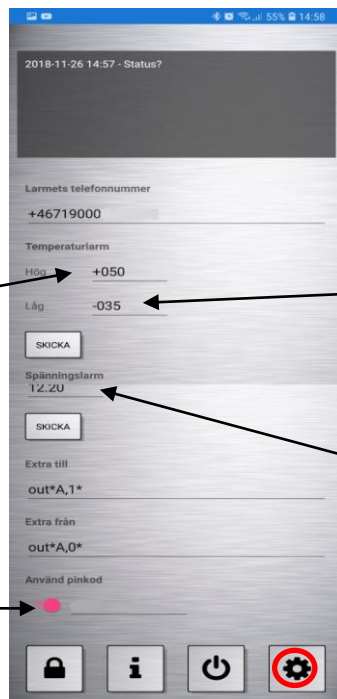 55% 14:58
2018-11-26 14:57 - Status?
Larmets telefonnummer
+46719000
Temperaturlarm
Hög +050
Låg -035
SKICKA
Spänningslarm
12.20
SKICKA
Extra till
out*A,1*
Extra från
out*A,0*
Använd pinkod